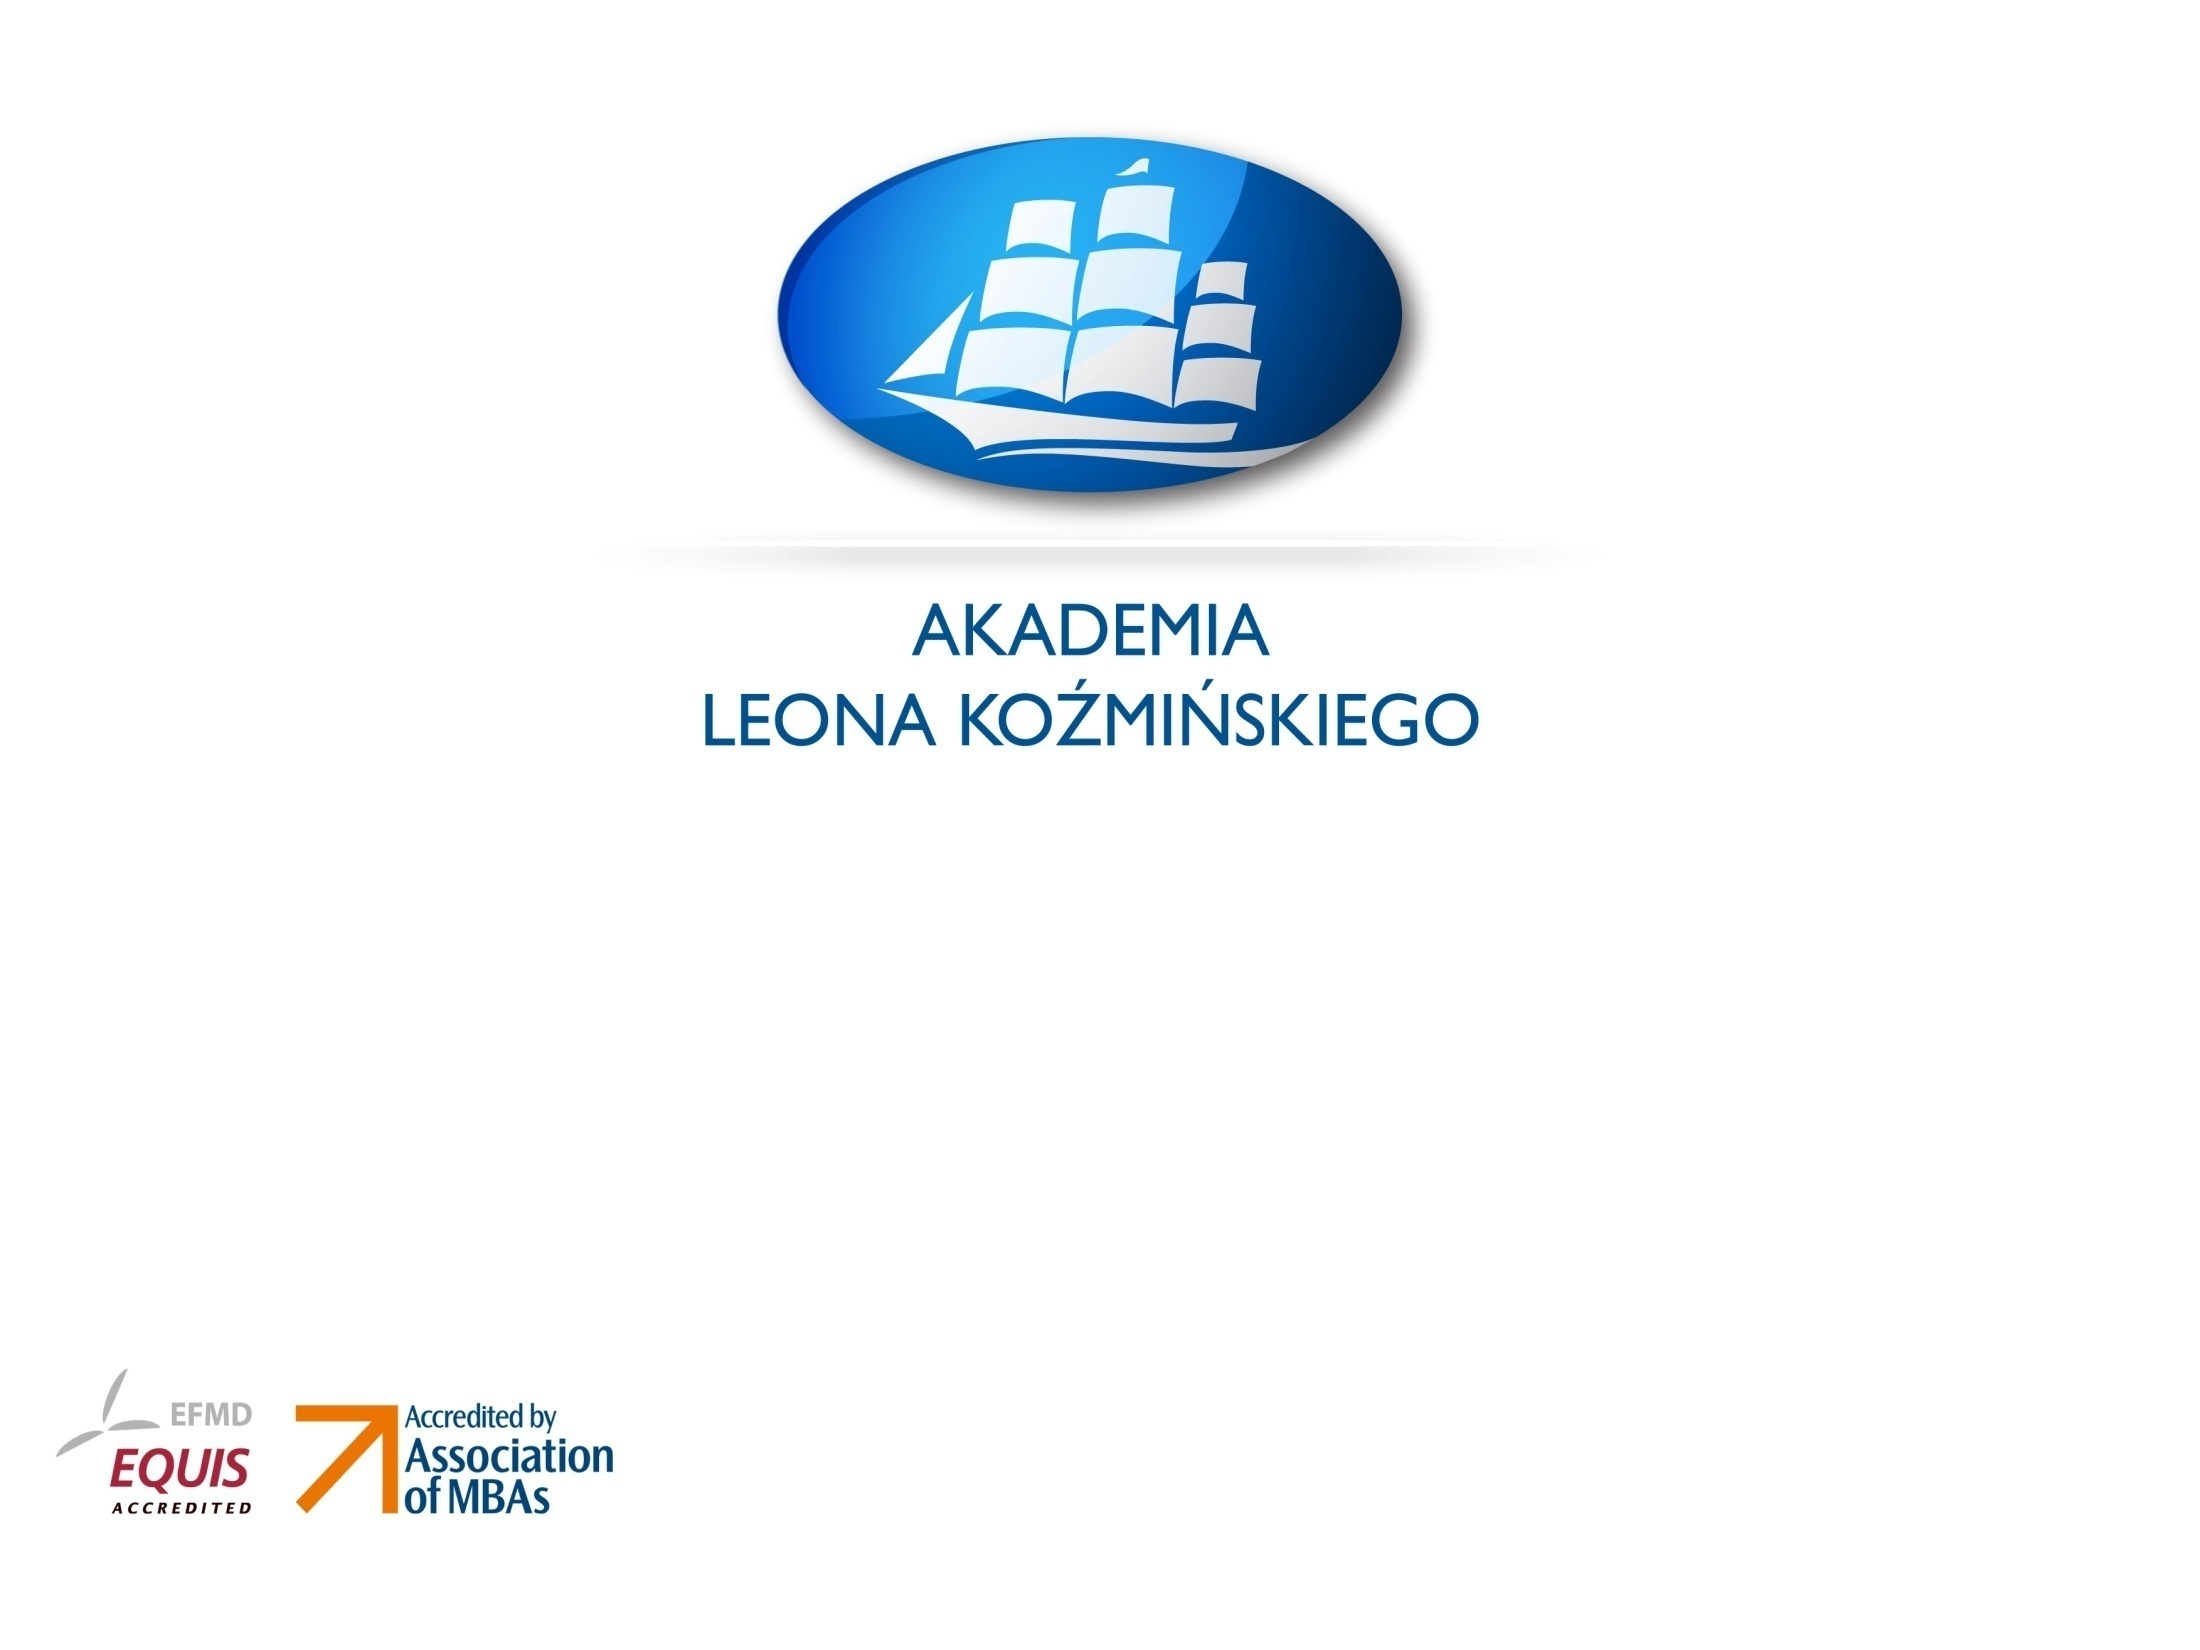 AKADEMIA
LEONA KOŹMIŃSKIEGO
EFMD
EQUIS
ACCREDITED
Accredited by
Association
of MBAs